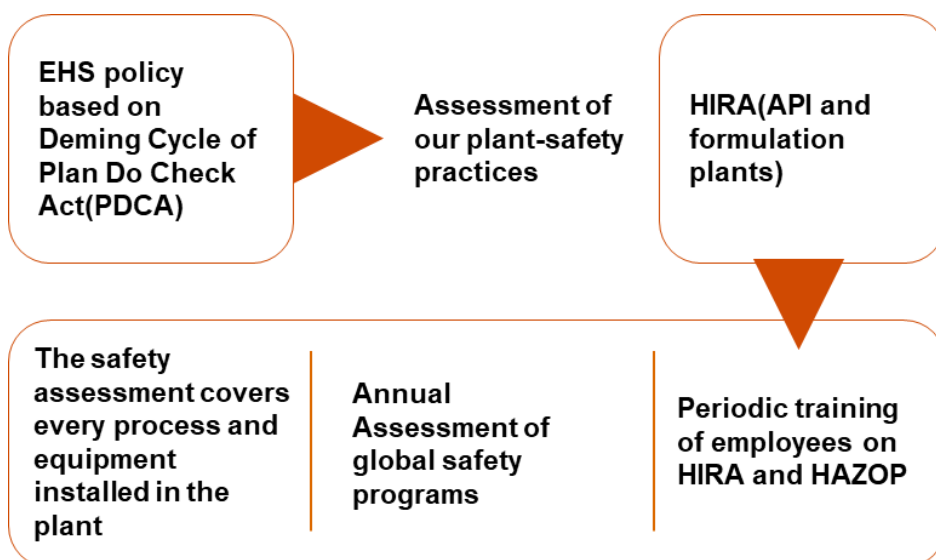 EHS policy
based on
Deming Cycle of
Plan Do Check
Act(PDCA)
Assessment of
our plant-safety
practices
HIRA(API and
formulation
plants)
The safety
assessment covers
every process and
equipment
installed in the
plant
Annual
Assessment of
global safety
programs
Periodic training
of employees on
HIRA and HAZOP